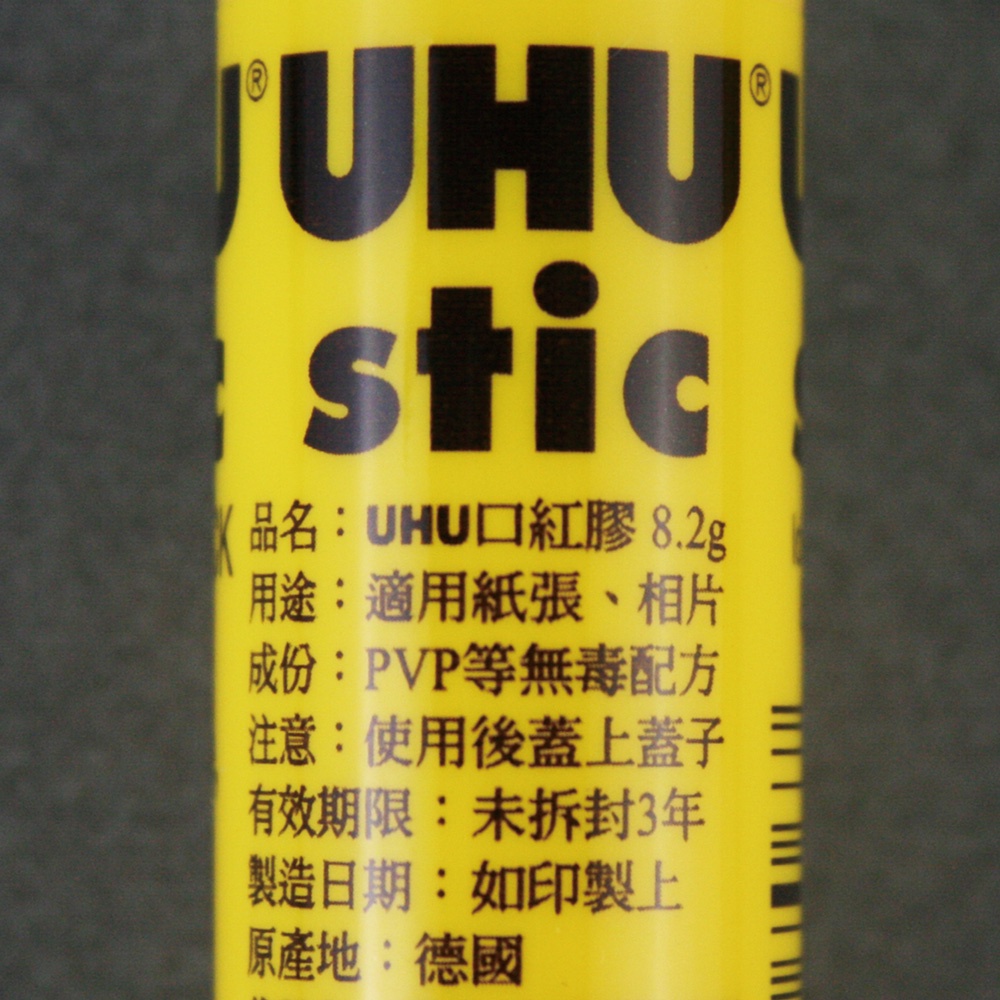 UHU®
stic
品名：UHU口紅膠 8.2g
用途：適用紙張、相片
成份：PVP等無毒配方
注意：使用後蓋上蓋子
有效期限：未拆封3年
製造日期：如印製上
原產地：德國